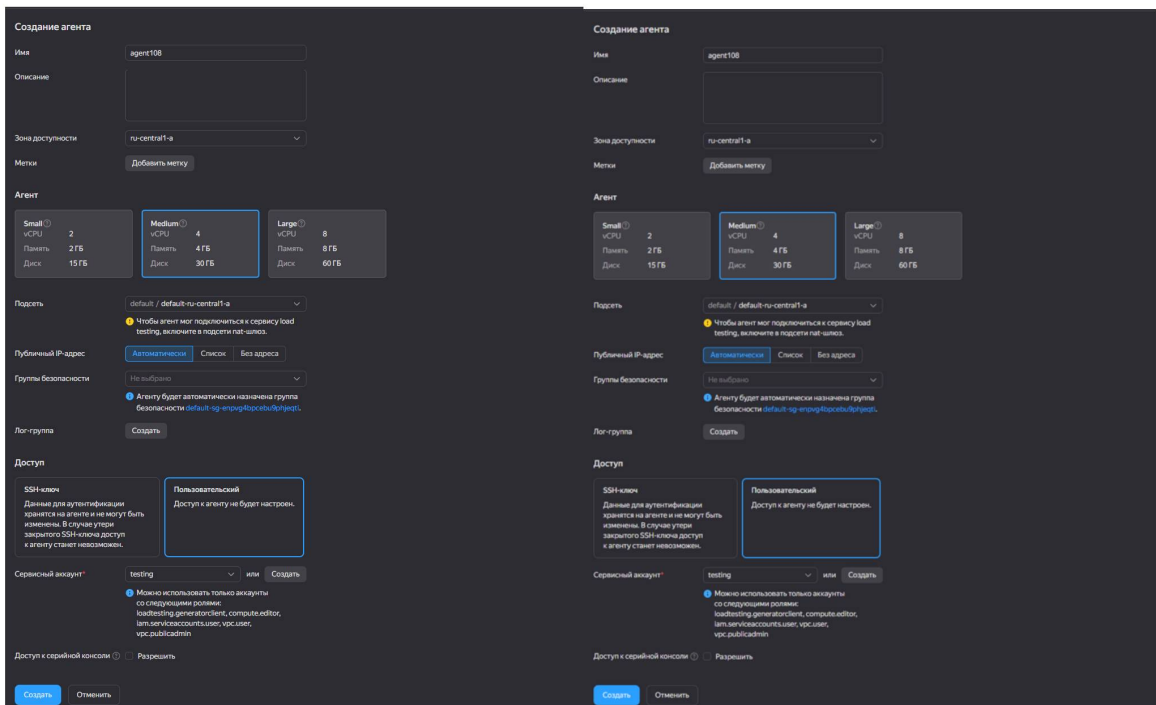 Создание агента
Имя agent108
Описание
Зона доступности ru-central1-a
Метки Добавить метку
Агент
Small Medium Large
vCPU 2 vCPU 4 vCPU 8
Память 2 ГБ Память 4 ГБ Память 8 ГБ
Диск 15 ГБ Диск 30 ГБ Диск 60 ГБ
Подсеть default / default-ru-central1-a
Чтобы агент мог подключиться к сервису load
testing, включите в подсети nat-шлюз.
Публичный IP-адрес Автоматически Список Без адреса
Группы безопасности Не выбрано
Агенту будет автоматически назначена группа
безопасности default-sg-enpvg4bpcebu9phjeqti.
Лог-группа Создать
Доступ
SSH-ключ
Данные для аутентификации
хранятся на агенте и не могут быть
изменены. В случае утери
закрытого SSH-ключа доступ
к агенту станет невозможен.
Пользовательский
Доступ к агенту не будет настроен.
Сервисный аккаунт* testing или Создать
Можно использовать только аккаунты
со следующими ролями:
loadtesting.generatorclient, compute.editor,
iam.serviceaccounts.user, vpc.user,
vpc.publicadmin
Доступ к серийной консоли Разрешить
Создать Отменить
Создание агента
Имя agent108
Описание
Зона доступности ru-central1-a
Метки Добавить метку
Агент
Small Medium Large
vCPU 2 vCPU 4 vCPU 8
Память 2 ГБ Память 4 ГБ Память 8 ГБ
Диск 15 ГБ Диск 30 ГБ Диск 60 ГБ
Подсеть default / default-ru-central1-a
Чтобы агент мог подключиться к сервису load
testing, включите в подсети nat-шлюз.
Публичный IP-адрес Автоматически Список Без адреса
Группы безопасности Не выбрано
Агенту будет автоматически назначена группа
безопасности default-sg-enpvg4bpcebu9phjeqti.
Лог-группа Создать
Доступ
SSH-ключ
Данные для аутентификации
хранятся на агенте и не могут быть
изменены. В случае утери
закрытого SSH-ключа доступ
к агенту станет невозможен.
Пользовательский
Доступ к агенту не будет настроен.
Сервисный аккаунт* testing или Создать
Можно использовать только аккаунты
со следующими ролями:
loadtesting.generatorclient, compute.editor,
iam.serviceaccounts.user, vpc.user,
vpc.publicadmin
Доступ к серийной консоли Разрешить
Создать Отменить